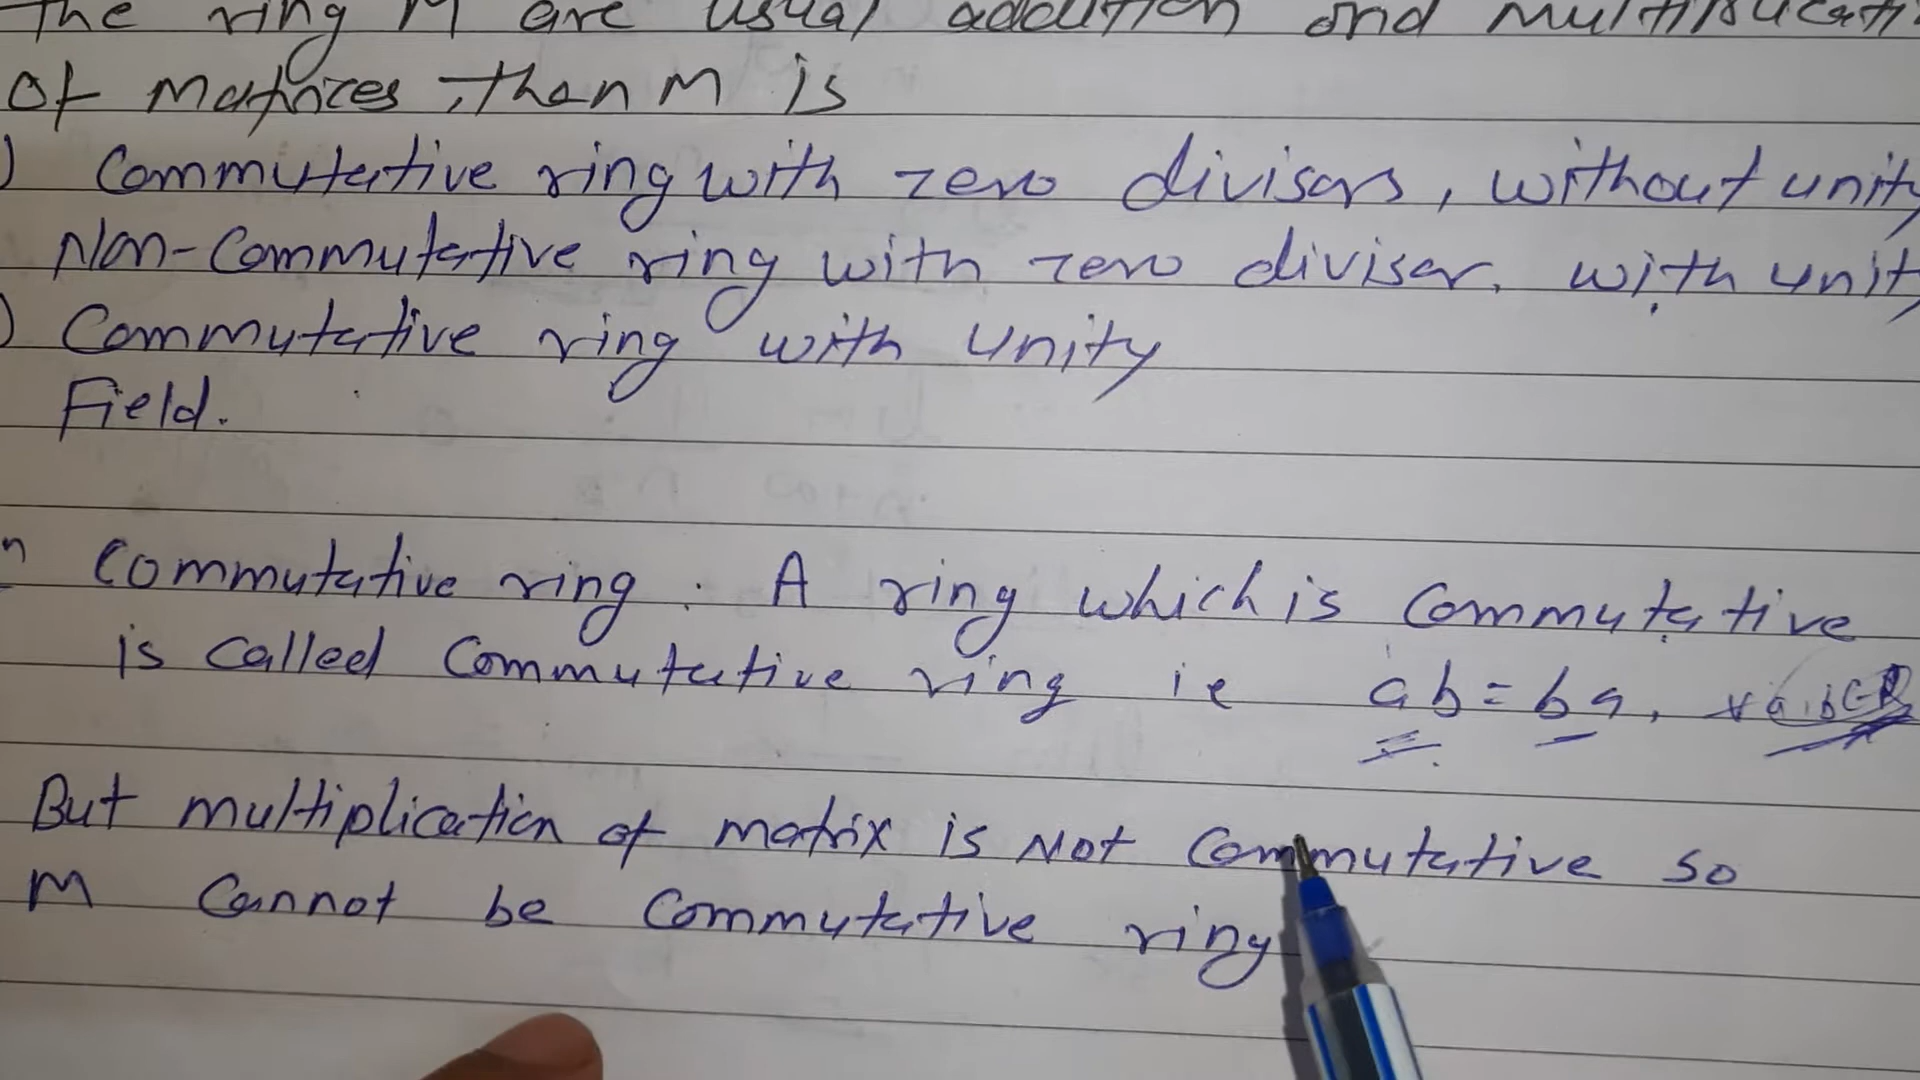 The ring M are usual addition and multiplicati
of matrices, then M is
) Commutative ring with zero divisors, without unity
Non-Commutative ring with zero divisor. with unity
) Commutative ring with unity
Field.
Commutative ring : A ring which is Commutative
is called Commutative ring ie ab = ba, ∀ a,b∈R
But multiplication of matrix is Not Commutative so
M Cannot be Commutative ring